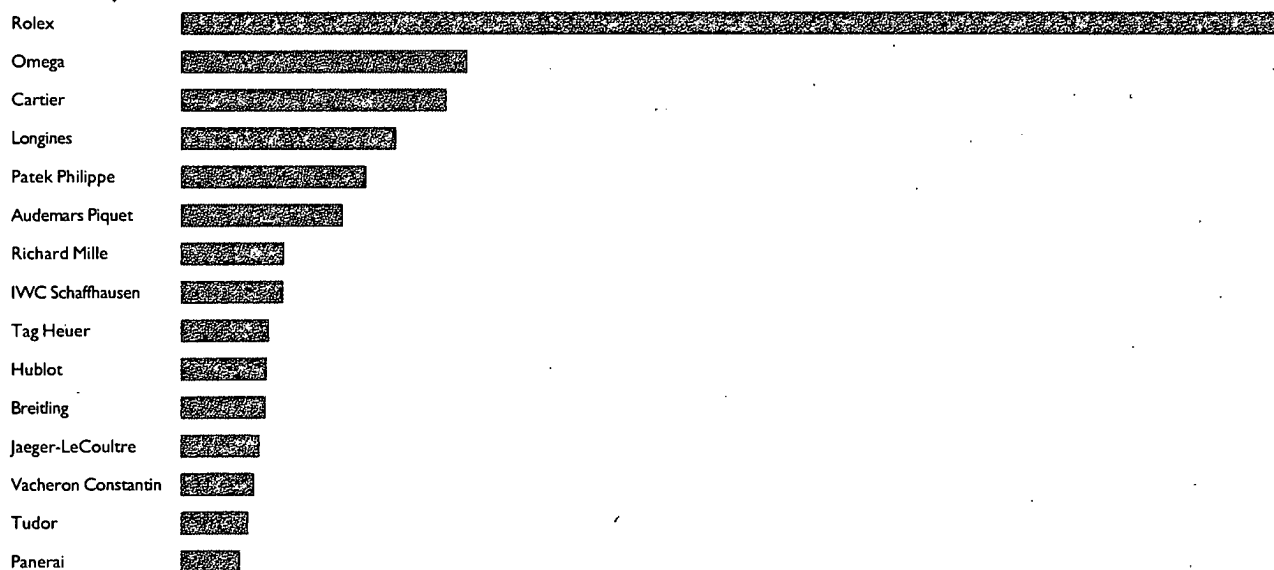 Rolex
Omega
Cartier
Longines
Patek Philippe
Audemars Piquet
Richard Mille
IWC Schaffhausen
Tag Heuer
Hublot
Breitling
Jaeger-LeCoultre
Vacheron Constantin
Tudor
Panerai